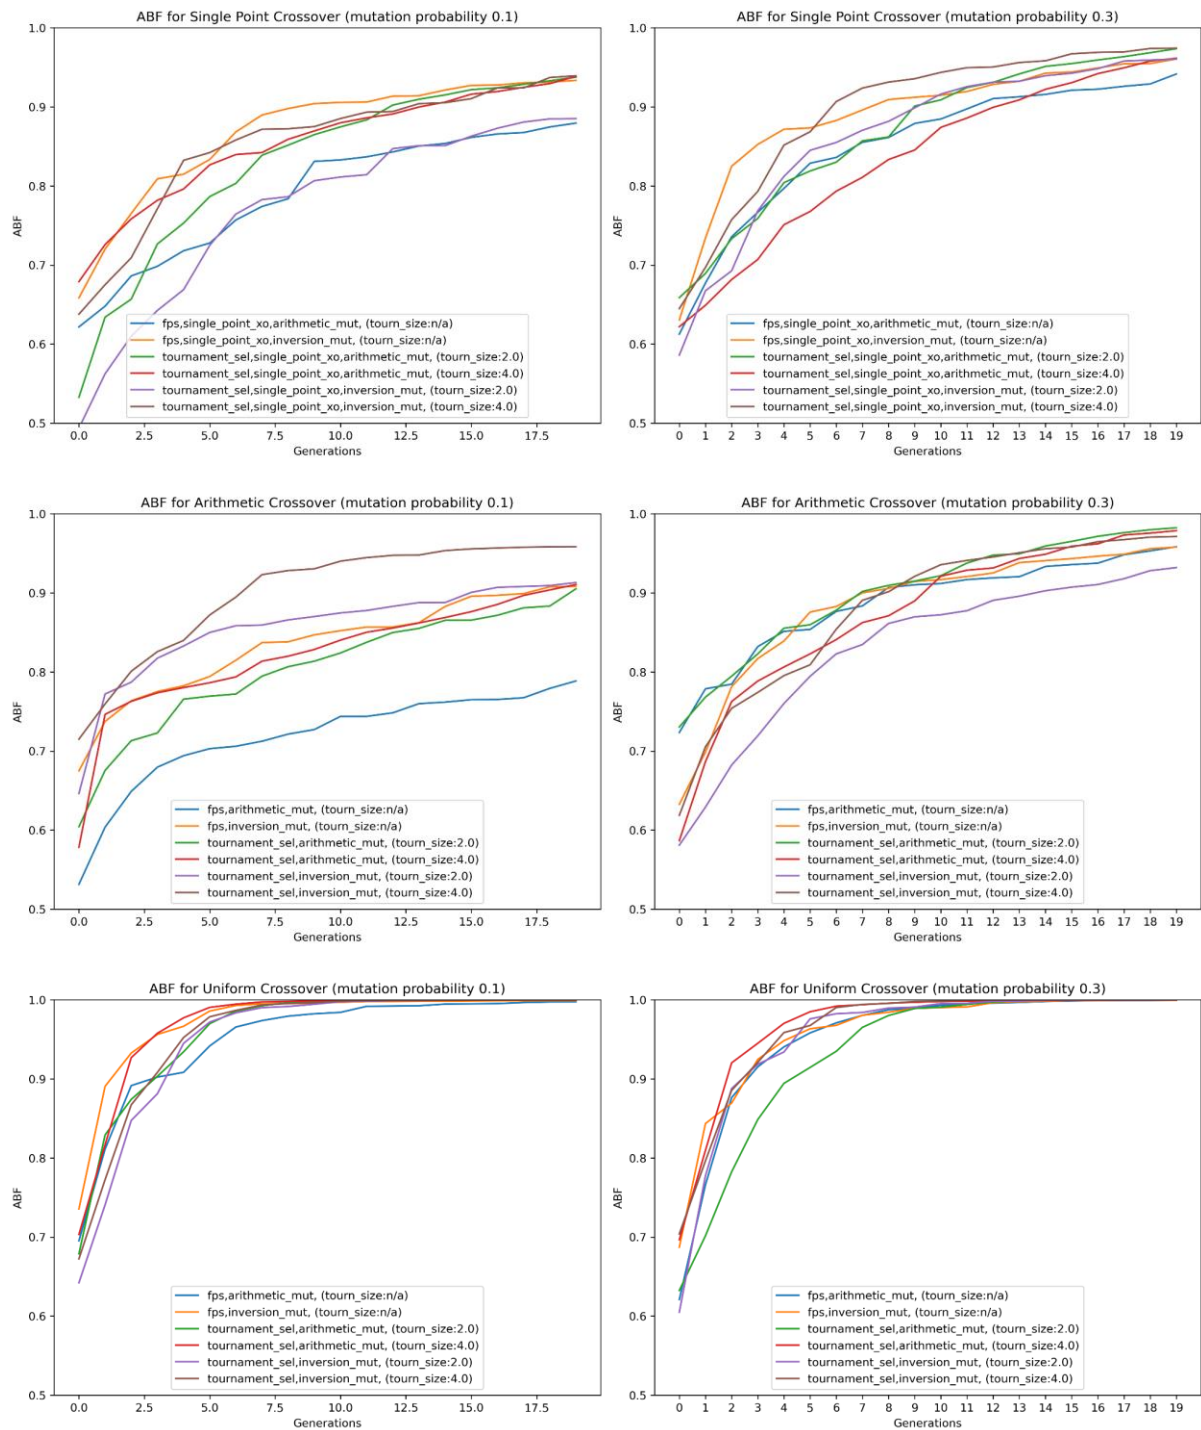 ABF for Single Point Crossover (mutation probability 0.1)
1.0
0.9
0.8
0.7
0.6
0.5
ABF
fps,single_point_xo,arithmetic_mut, (tourn_size:n/a)
fps,single_point_xo,inversion_mut, (tourn_size:n/a)
tournament_sel,single_point_xo,arithmetic_mut, (tourn_size:2.0)
tournament_sel,single_point_xo,arithmetic_mut, (tourn_size:4.0)
tournament_sel,single_point_xo,inversion_mut, (tourn_size:2.0)
tournament_sel,single_point_xo,inversion_mut, (tourn_size:4.0)
0.0 2.5 5.0 7.5 10.0 12.5 15.0 17.5
Generations
ABF for Single Point Crossover (mutation probability 0.3)
1.0
0.9
0.8
0.7
0.6
0.5
ABF
fps,single_point_xo,arithmetic_mut, (tourn_size:n/a)
fps,single_point_xo,inversion_mut, (tourn_size:n/a)
tournament_sel,single_point_xo,arithmetic_mut, (tourn_size:2.0)
tournament_sel,single_point_xo,arithmetic_mut, (tourn_size:4.0)
tournament_sel,single_point_xo,inversion_mut, (tourn_size:2.0)
tournament_sel,single_point_xo,inversion_mut, (tourn_size:4.0)
0 1 2 3 4 5 6 7 8 9 10 11 12 13 14 15 16 17 18 19
Generations
ABF for Arithmetic Crossover (mutation probability 0.1)
1.0
0.9
0.8
0.7
0.6
0.5
ABF
fps,arithmetic_mut, (tourn_size:n/a)
fps,inversion_mut, (tourn_size:n/a)
tournament_sel,arithmetic_mut, (tourn_size:2.0)
tournament_sel,arithmetic_mut, (tourn_size:4.0)
tournament_sel,inversion_mut, (tourn_size:2.0)
tournament_sel,inversion_mut, (tourn_size:4.0)
0.0 2.5 5.0 7.5 10.0 12.5 15.0 17.5
Generations
ABF for Arithmetic Crossover (mutation probability 0.3)
1.0
0.9
0.8
0.7
0.6
0.5
ABF
fps,arithmetic_mut, (tourn_size:n/a)
fps,inversion_mut, (tourn_size:n/a)
tournament_sel,arithmetic_mut, (tourn_size:2.0)
tournament_sel,arithmetic_mut, (tourn_size:4.0)
tournament_sel,inversion_mut, (tourn_size:2.0)
tournament_sel,inversion_mut, (tourn_size:4.0)
0 1 2 3 4 5 6 7 8 9 10 11 12 13 14 15 16 17 18 19
Generations
ABF for Uniform Crossover (mutation probability 0.1)
1.0
0.9
0.8
0.7
0.6
0.5
ABF
fps,arithmetic_mut, (tourn_size:n/a)
fps,inversion_mut, (tourn_size:n/a)
tournament_sel,arithmetic_mut, (tourn_size:2.0)
tournament_sel,arithmetic_mut, (tourn_size:4.0)
tournament_sel,inversion_mut, (tourn_size:2.0)
tournament_sel,inversion_mut, (tourn_size:4.0)
0.0 2.5 5.0 7.5 10.0 12.5 15.0 17.5
Generations
ABF for Uniform Crossover (mutation probability 0.3)
1.0
0.9
0.8
0.7
0.6
0.5
ABF
fps,arithmetic_mut, (tourn_size:n/a)
fps,inversion_mut, (tourn_size:n/a)
tournament_sel,arithmetic_mut, (tourn_size:2.0)
tournament_sel,arithmetic_mut, (tourn_size:4.0)
tournament_sel,inversion_mut, (tourn_size:2.0)
tournament_sel,inversion_mut, (tourn_size:4.0)
0 1 2 3 4 5 6 7 8 9 10 11 12 13 14 15 16 17 18 19
Generations